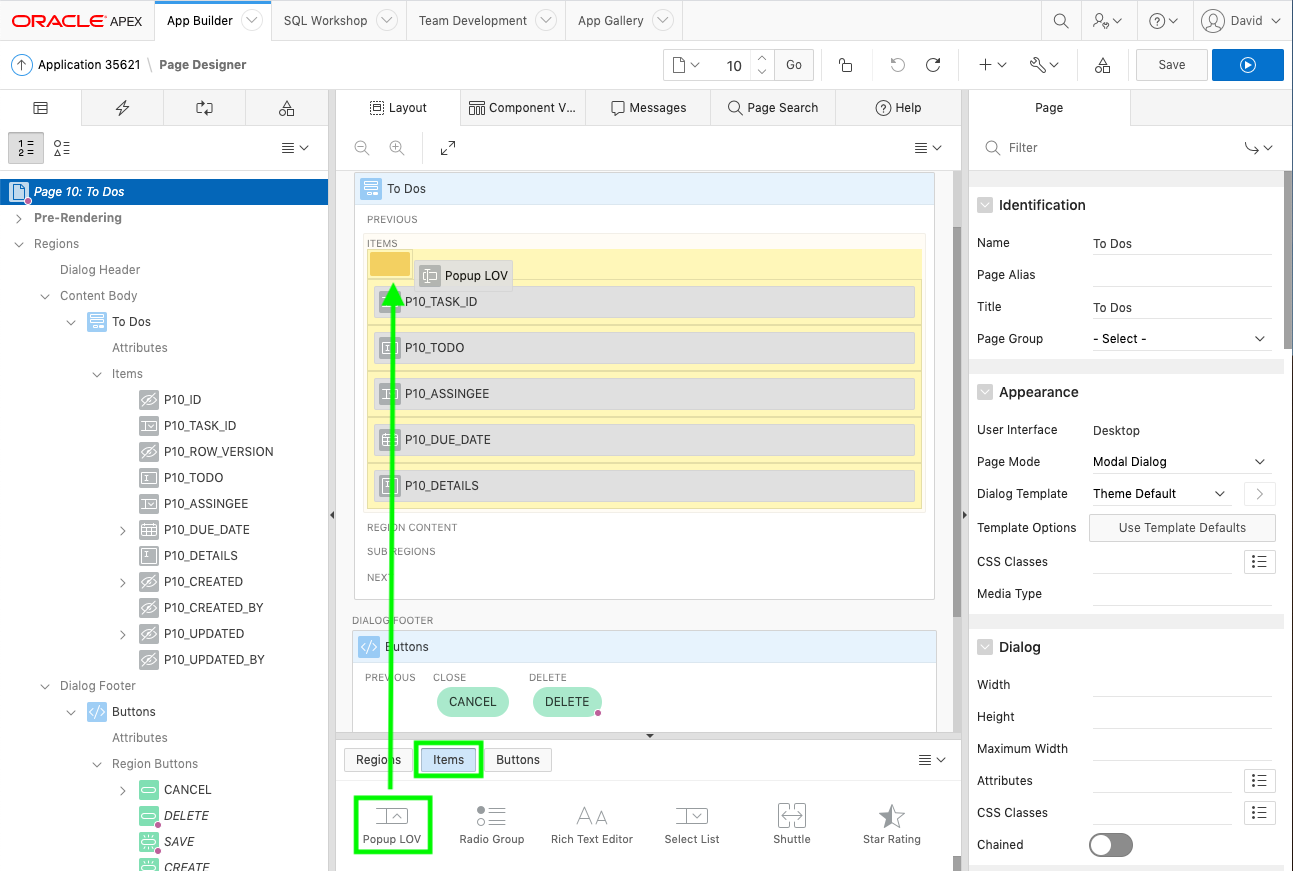 ORACLE APEX
App Builder
SQL Workshop
Team Development
App Gallery
David
Application 35621 \ Page Designer
10
Go
Save
Layout
Component V...
Messages
Page Search
Help
Page
1
2
Filter
Page 10: To Dos
Pre-Rendering
Regions
Dialog Header
Content Body
To Dos
Attributes
Items
P10_ID
P10_TASK_ID
P10_ROW_VERSION
P10_TODO
P10_ASSINGEE
P10_DUE_DATE
P10_DETAILS
P10_CREATED
P10_CREATED_BY
P10_UPDATED
P10_UPDATED_BY
Dialog Footer
Buttons
Attributes
Region Buttons
CANCEL
DELETE
SAVE
CREATE
To Dos
PREVIOUS
ITEMS
Popup LOV
P10_TASK_ID
P10_TODO
P10_ASSINGEE
P10_DUE_DATE
P10_DETAILS
REGION CONTENT
SUB REGIONS
NEXT
DIALOG FOOTER
Buttons
PREVIOUS
CLOSE
DELETE
CANCEL
DELETE
Regions
Items
Buttons
Popup LOV
Radio Group
Rich Text Editor
Select List
Shuttle
Star Rating
Identification
Name
To Dos
Page Alias
Title
To Dos
Page Group
- Select -
Appearance
User Interface
Desktop
Page Mode
Modal Dialog
Dialog Template
Theme Default
Template Options
Use Template Defaults
CSS Classes
Media Type
Dialog
Width
Height
Maximum Width
Attributes
CSS Classes
Chained